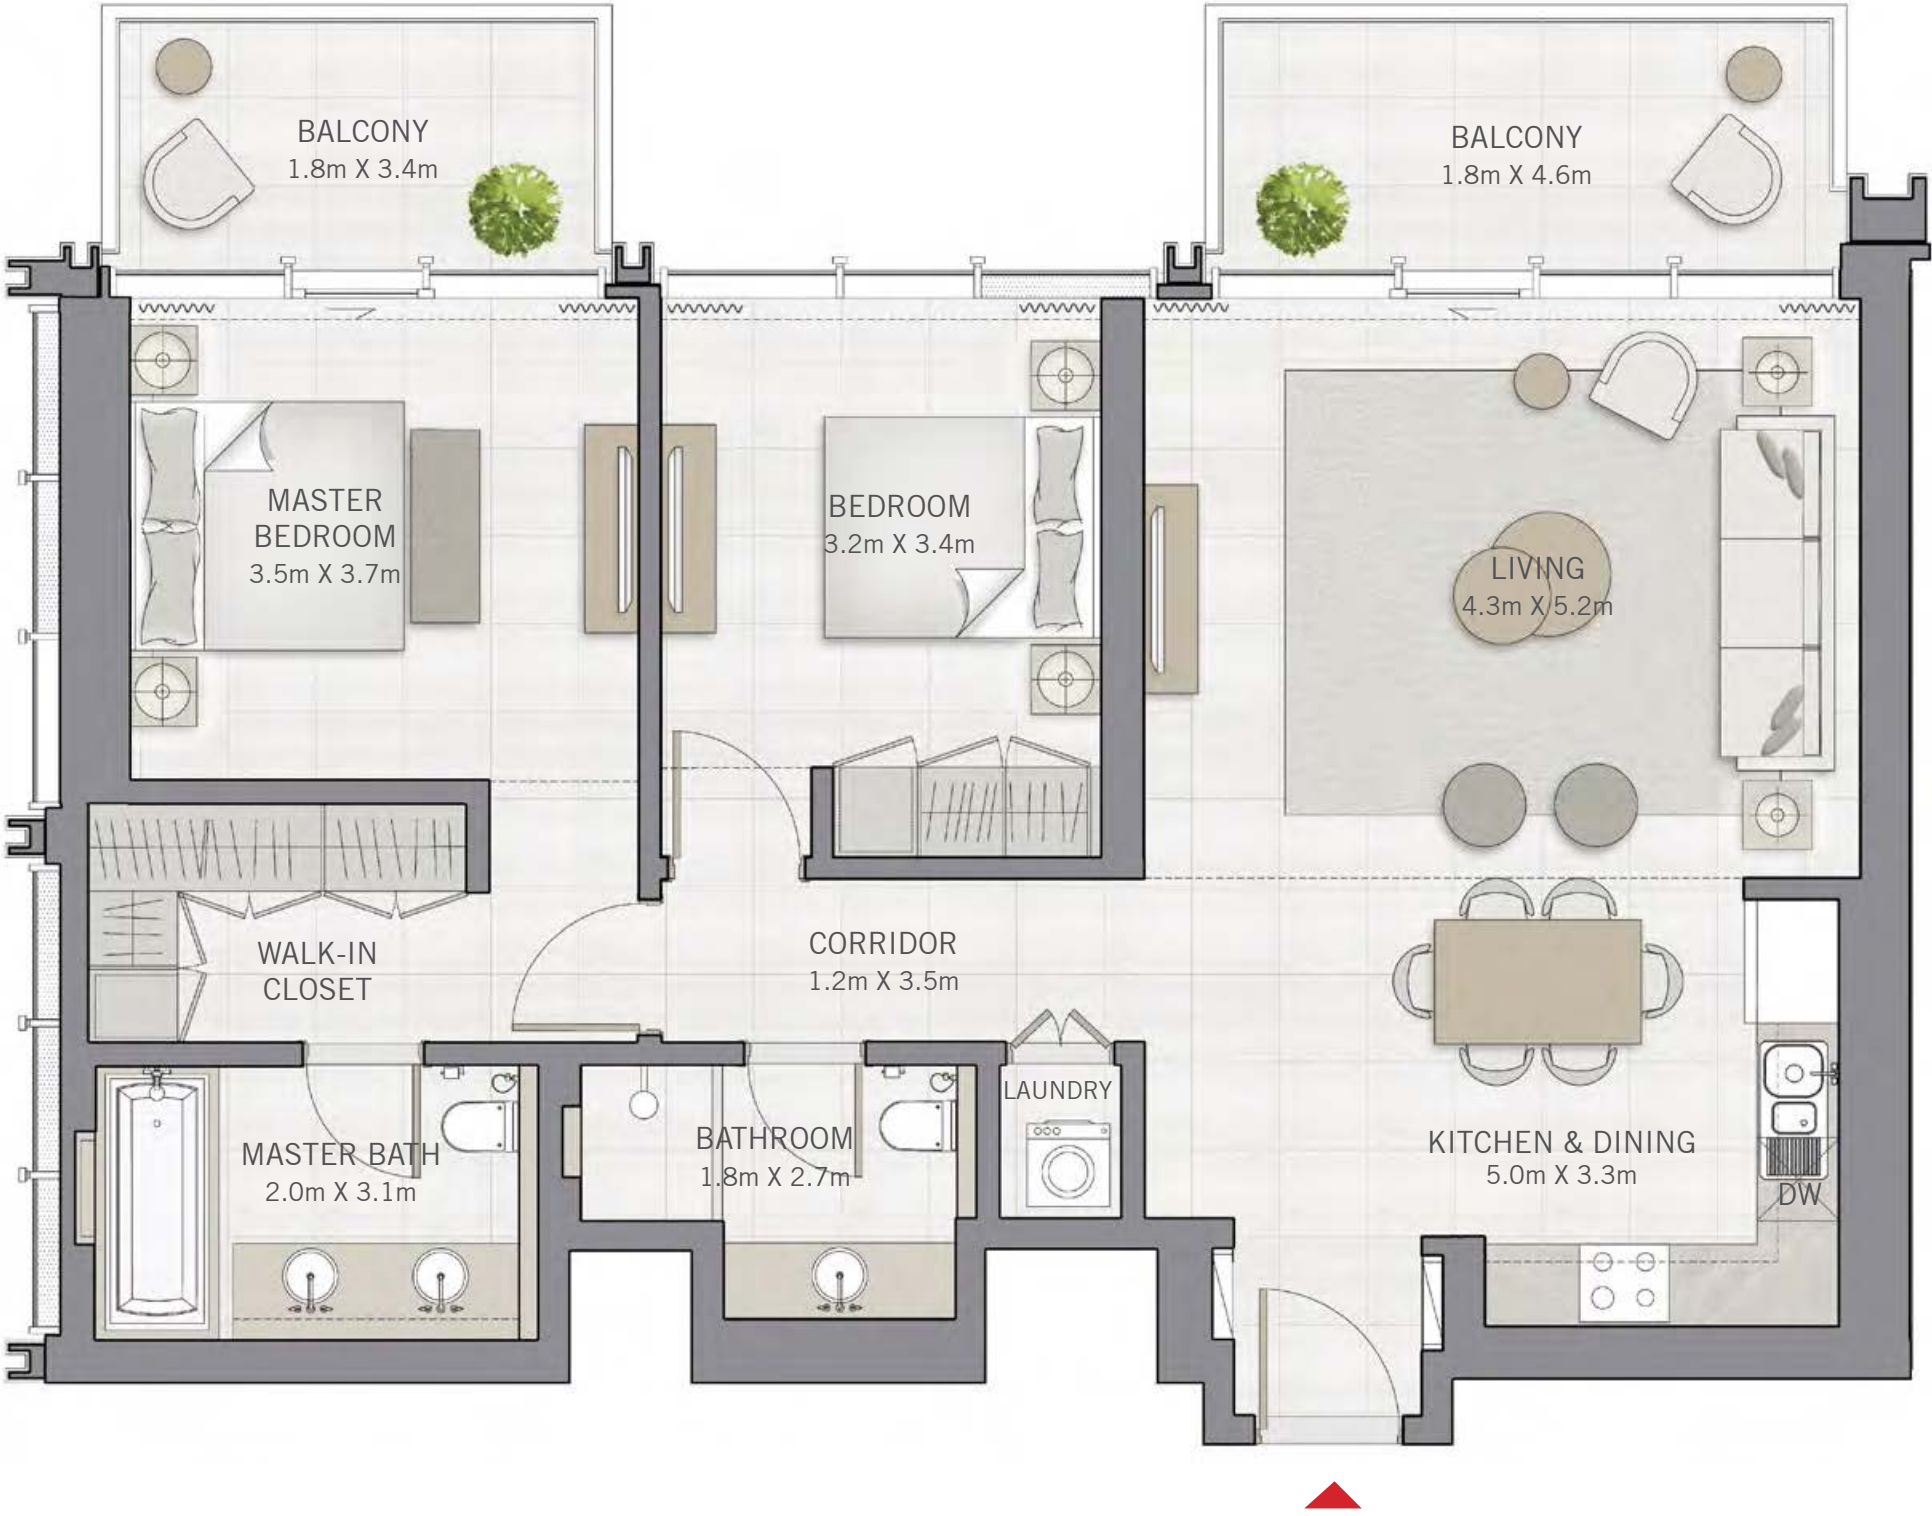 BALCONY
1.8m X 3.4m
BALCONY
1.8m X 4.6m
MASTER
BEDROOM
3.5m X 3.7m
BEDROOM
3.2m X 3.4m
LIVING
4.3m X 5.2m
WALK-IN
CLOSET
CORRIDOR
1.2m X 3.5m
LAUNDRY
MASTER BATH
2.0m X 3.1m
BATHROOM
1.8m X 2.7m
KITCHEN & DINING
5.0m X 3.3m
DW